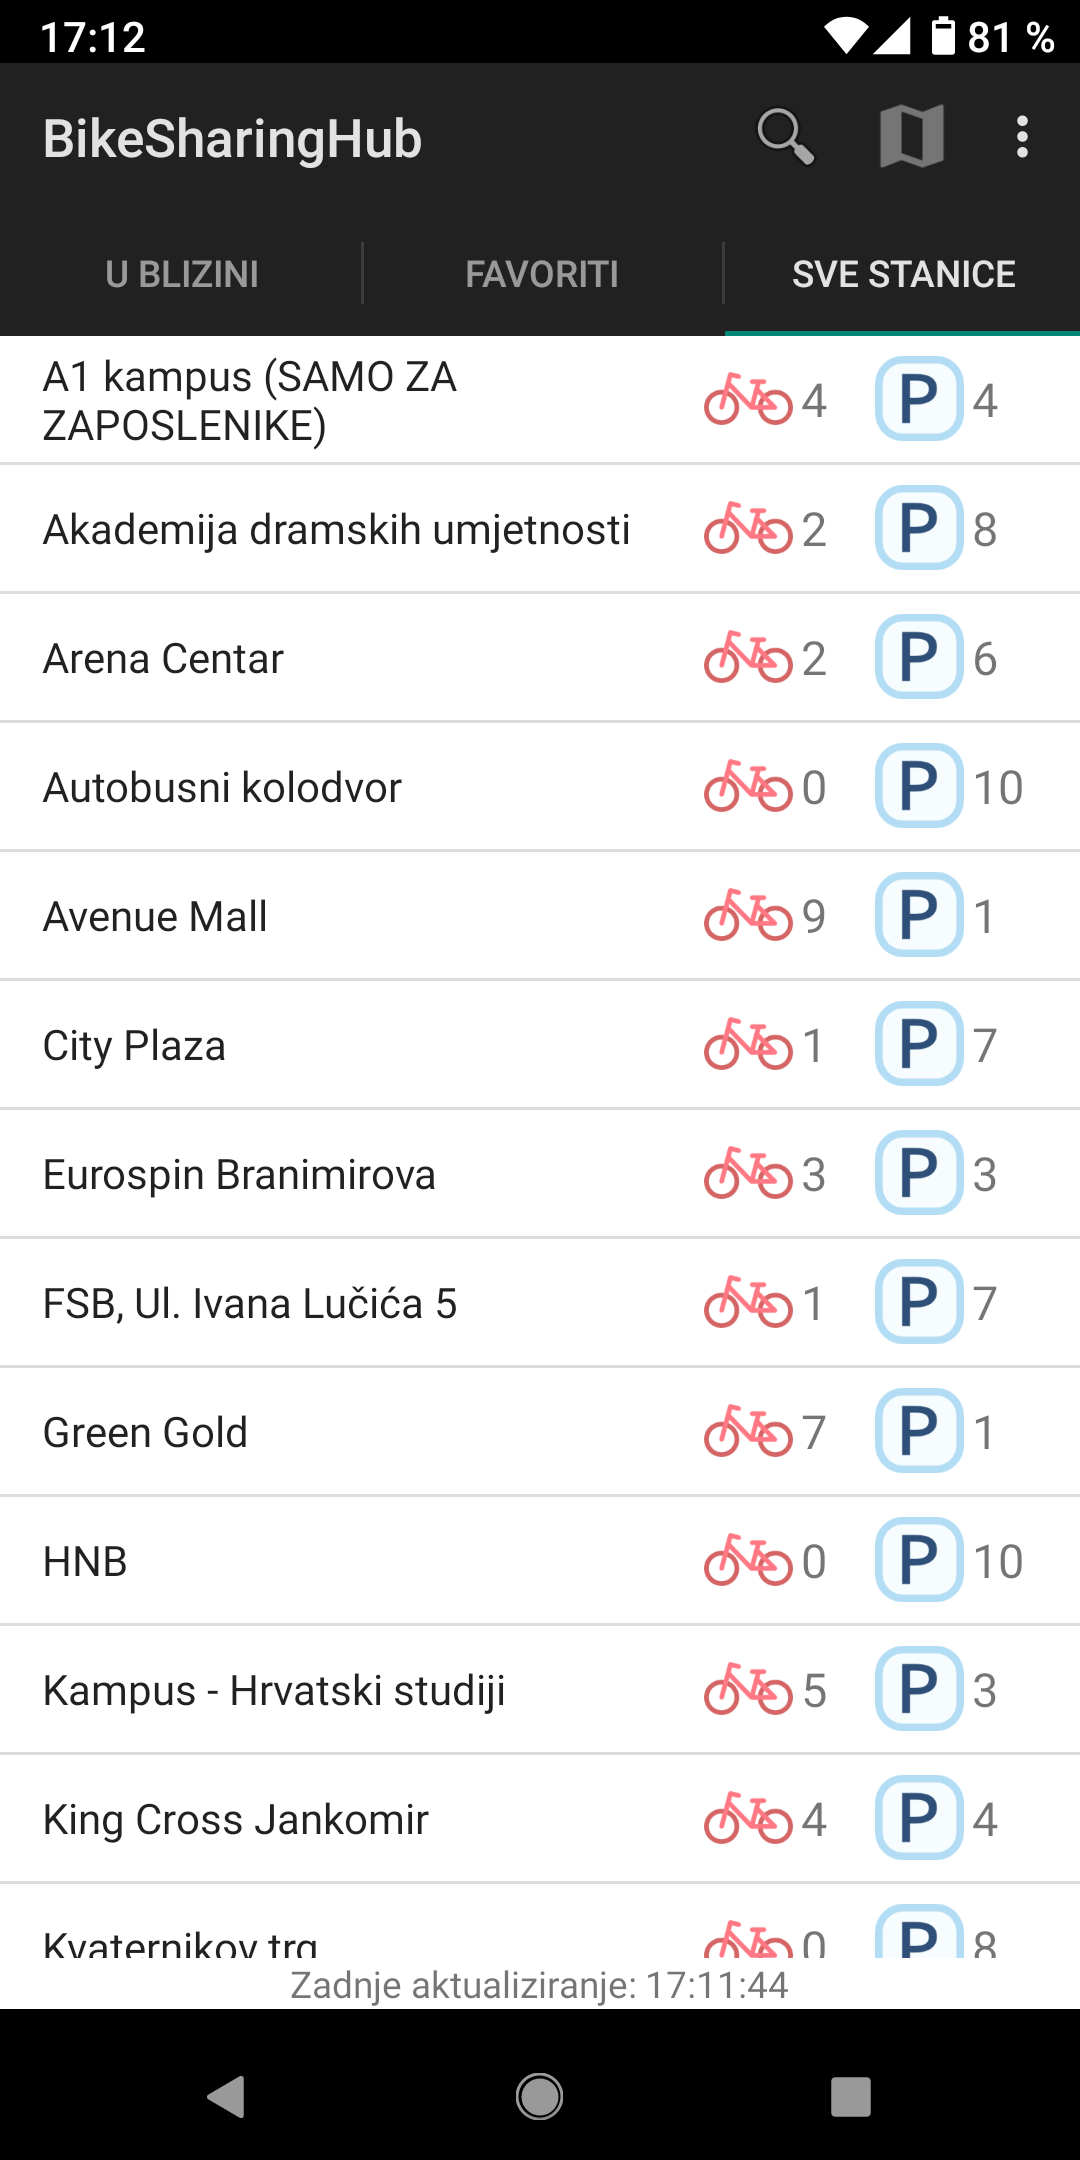 17:12 81 %
BikeSharingHub
U BLIZINI FAVORITI SVE STANICE
A1 kampus (SAMO ZA
ZAPOSLENIKE) 4 P 4
Akademija dramskih umjetnosti 2 P 8
Arena Centar 2 P 6
Autobusni kolodvor 0 P 10
Avenue Mall 9 P 1
City Plaza 1 P 7
Eurospin Branimirova 3 P 3
FSB, Ul. Ivana Lučića 5 1 P 7
Green Gold 7 P 1
HNB 0 P 10
Kampus - Hrvatski studiji 5 P 3
King Cross Jankomir 4 P 4
Kvaternikov trg 0 P 8
Zadnje aktualiziranje: 17:11:44